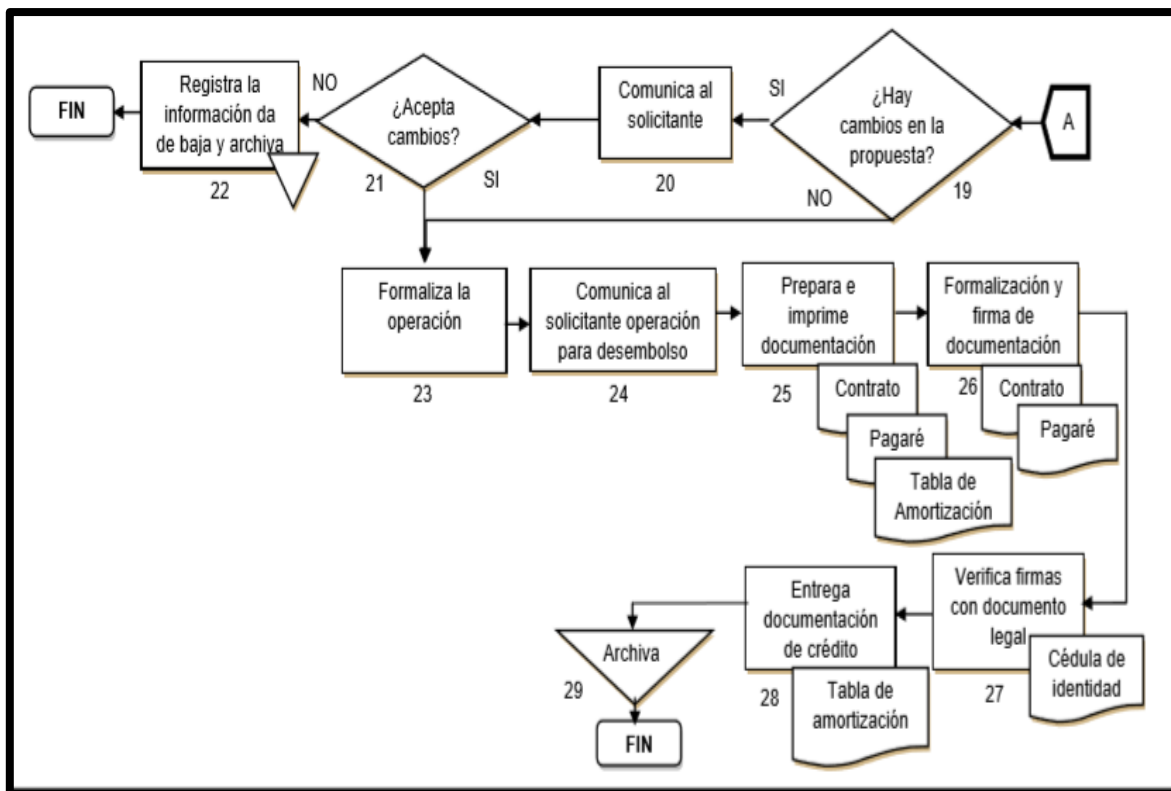 FIN
Registra la
información da
de baja y archiva
22
NO
¿Acepta
cambios?
21
SI
Comunica al
solicitante
20
SI
¿Hay
cambios en la
propuesta?
19
NO
A
Formaliza la
operación
23
Comunica al
solicitante operación
para desembolso
24
Prepara e
imprime
documentación
25
Contrato
Pagaré
Tabla de
Amortización
Formalización y
firma de
documentación
26
Contrato
Pagaré
Verifica firmas
con documento
legal
27
Cédula de
identidad
Entrega
documentación
de crédito
28
Tabla de
amortización
Archiva
29
FIN